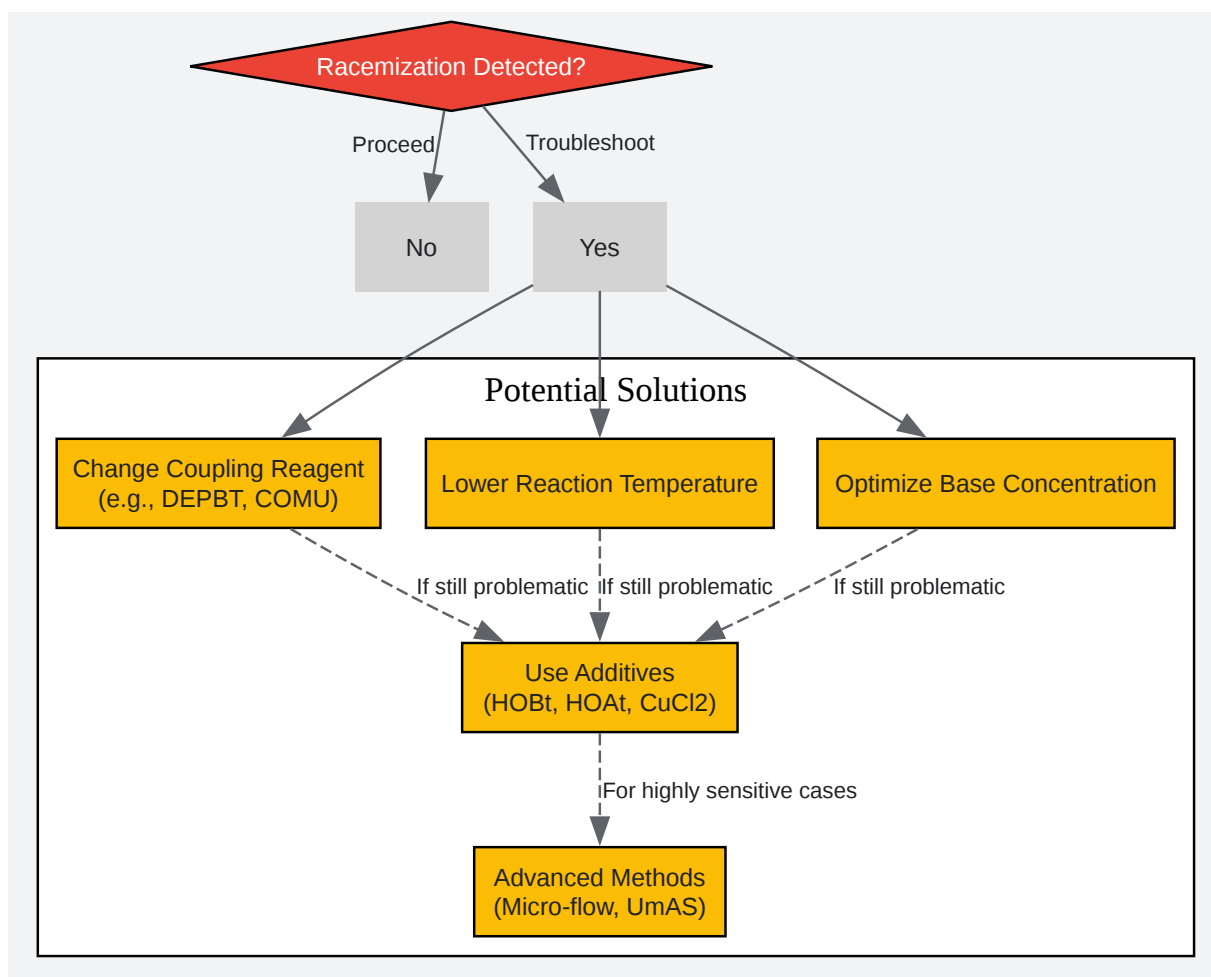 Racemization Detected?
Proceed
Troubleshoot
No
Yes
Potential Solutions
Change Coupling Reagent
(e.g., DEPBT, COMU)
Lower Reaction Temperature
Optimize Base Concentration
If still problematic
If still problematic
If still problematic
Use Additives
(HOBt, HOAt, CuCl2)
For highly sensitive cases
Advanced Methods
(Micro-flow, UmAS)